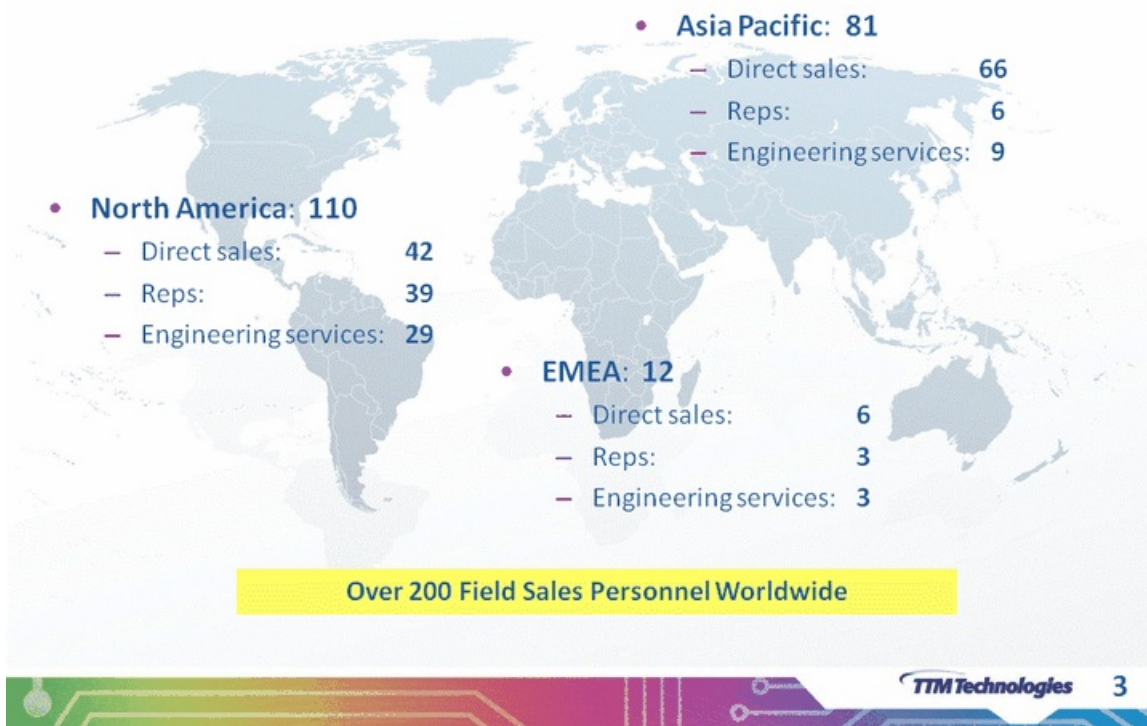 • Asia Pacific: 81
– Direct sales: 66
– Reps: 6
– Engineering services: 9
• North America: 110
– Direct sales: 42
– Reps: 39
– Engineering services: 29
• EMEA: 12
– Direct sales: 6
– Reps: 3
– Engineering services: 3
Over 200 Field Sales Personnel Worldwide
TTM Technologies 3